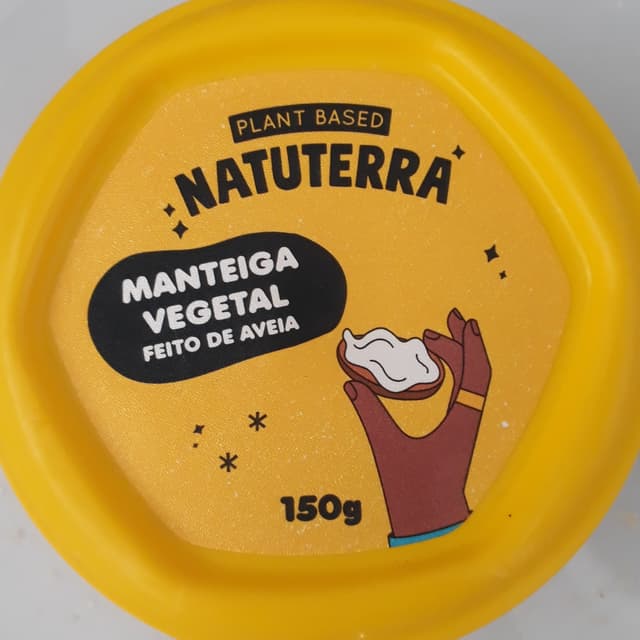 PLANT BASED
NATUTERRA
MANTEIGA
VEGETAL
FEITO DE AVEIA
150g